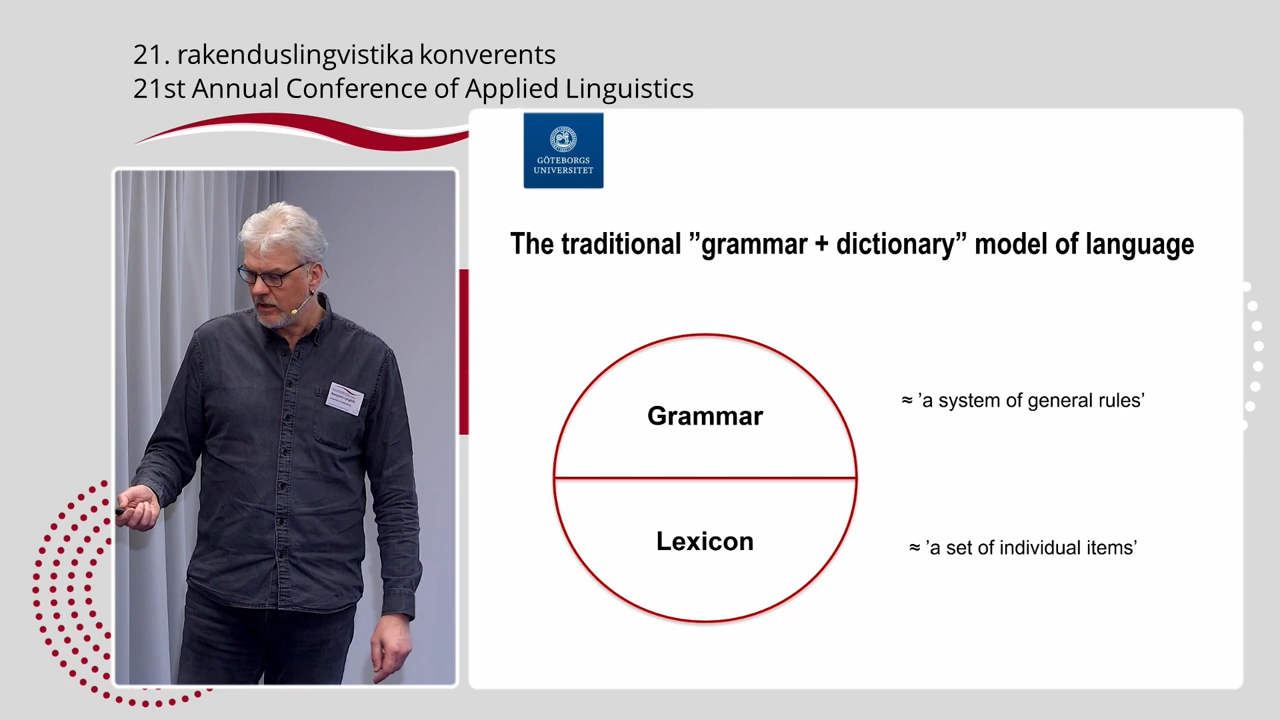 21. rakenduslingvistika konverents
21st Annual Conference of Applied Linguistics
GÖTEBORGS
UNIVERSITET
The traditional ”grammar + dictionary” model of language
Grammar
≈ ’a system of general rules’
Lexicon
≈ ’a set of individual items’